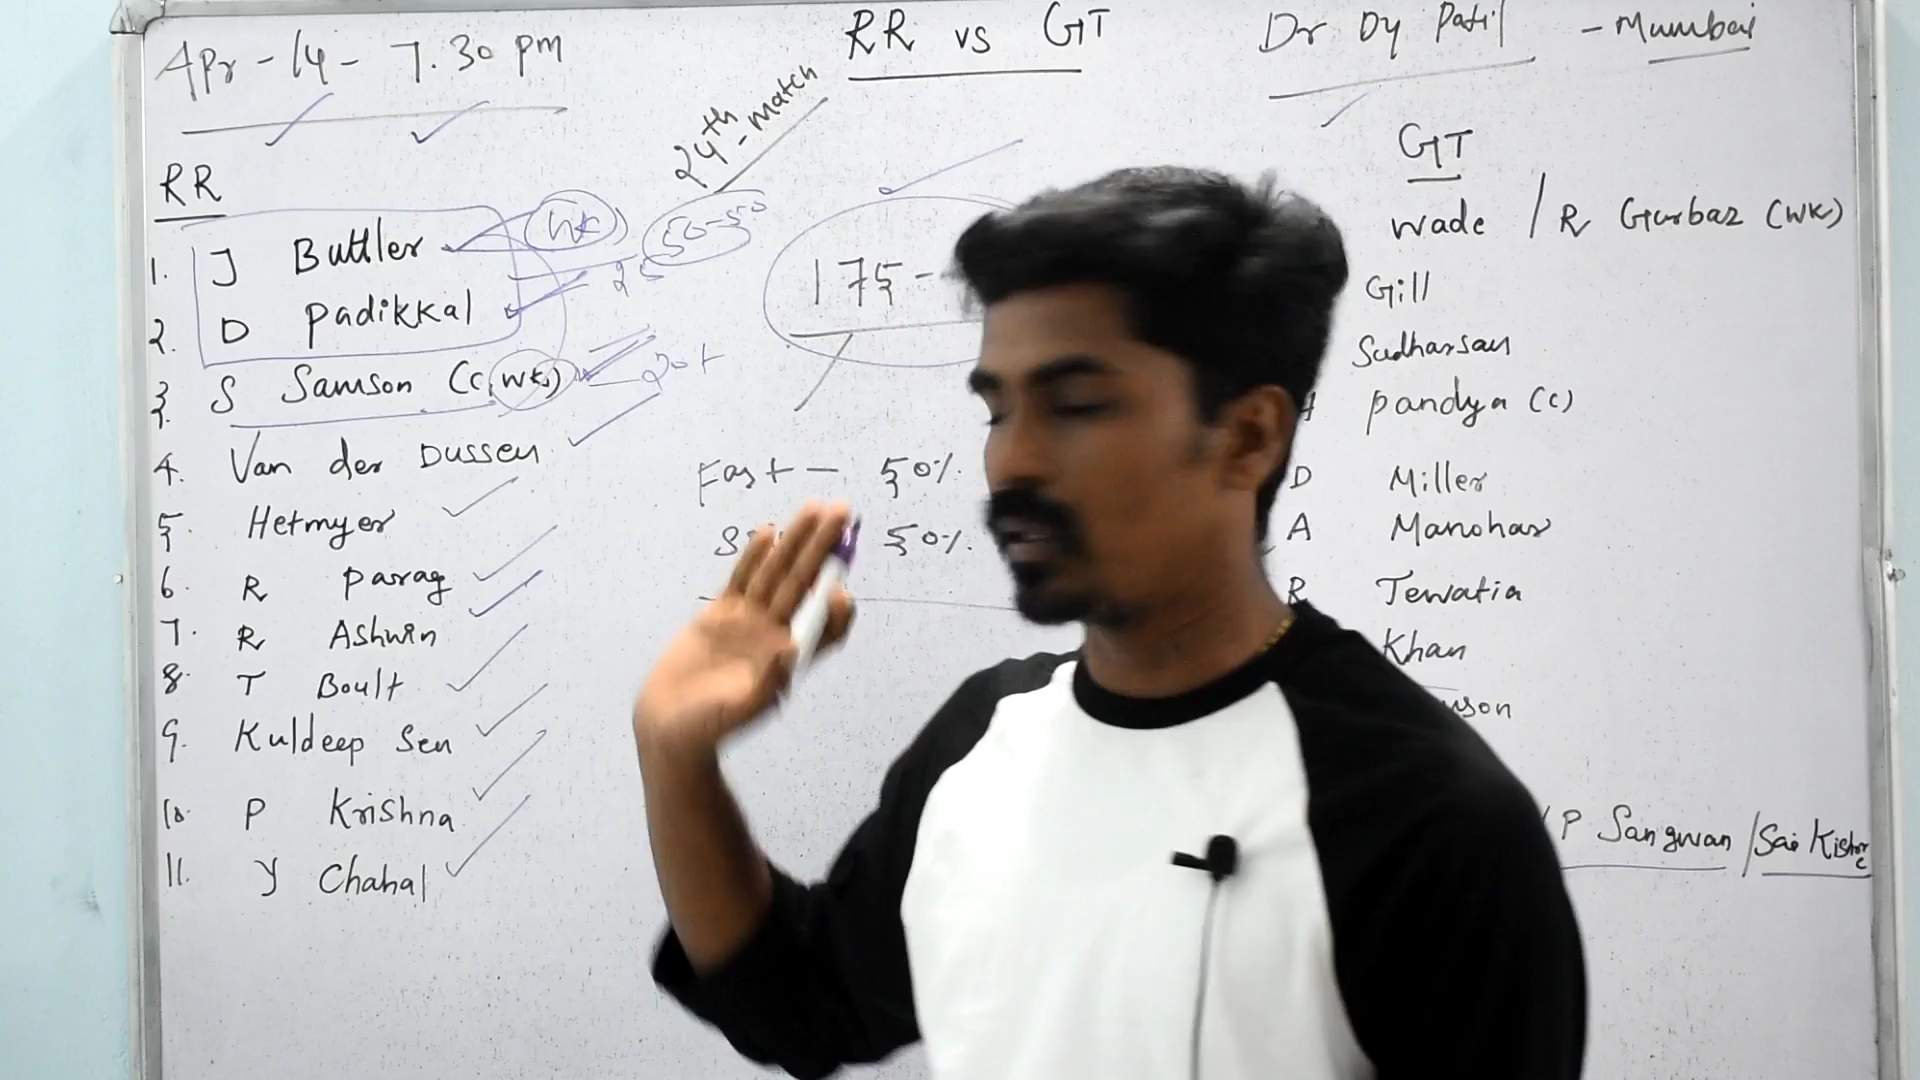 Apr - 14 - 7.30 pm
RR vs GT
Dr Dy Patil - Mumbai
24th - match
RR
1. J Buttler wk 50-50
2. D Padikkal 25
3. S Samson (c, wk) 20+
4. Van der Dussen
5. Hetmyer
6. R Parag
7. R Ashwin
8. T Boult
9. Kuldeep Sen
10. P Krishna
11. Y Chahal
175-
Fast - 50%.
50%.
GT
Wade / R Gurbaz (wk)
Gill
Sudharsan
Pandya (c)
D Miller
A Manohar
R Tewatia
Khan
P Sangwan / Sai Kishore